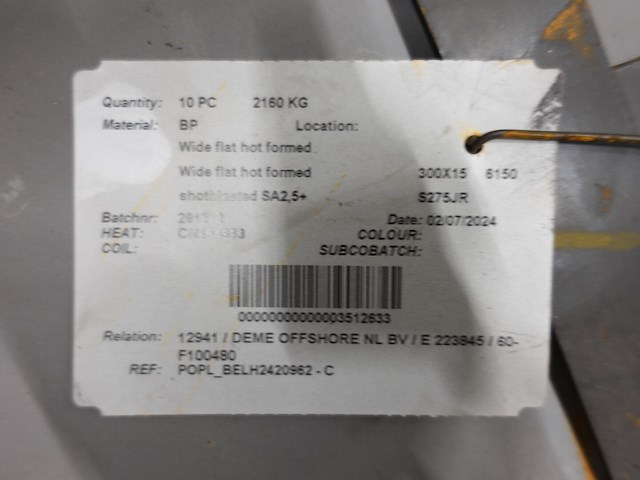 Quantity: 10 PC 2160 KG
Material: BP Location:
Wide flat hot formed
Wide flat hot formed 300X15 6150
shotblasted SA2,5+ S275JR
Batchnr: Date: 02/07/2024
HEAT: COLOUR:
COIL: SUBCOBATCH:
00000000000003512633
Relation: 12941 / DEME OFFSHORE NL BV / E 223845 / 60-
F100480
REF: POPL_BELH2420962 - C